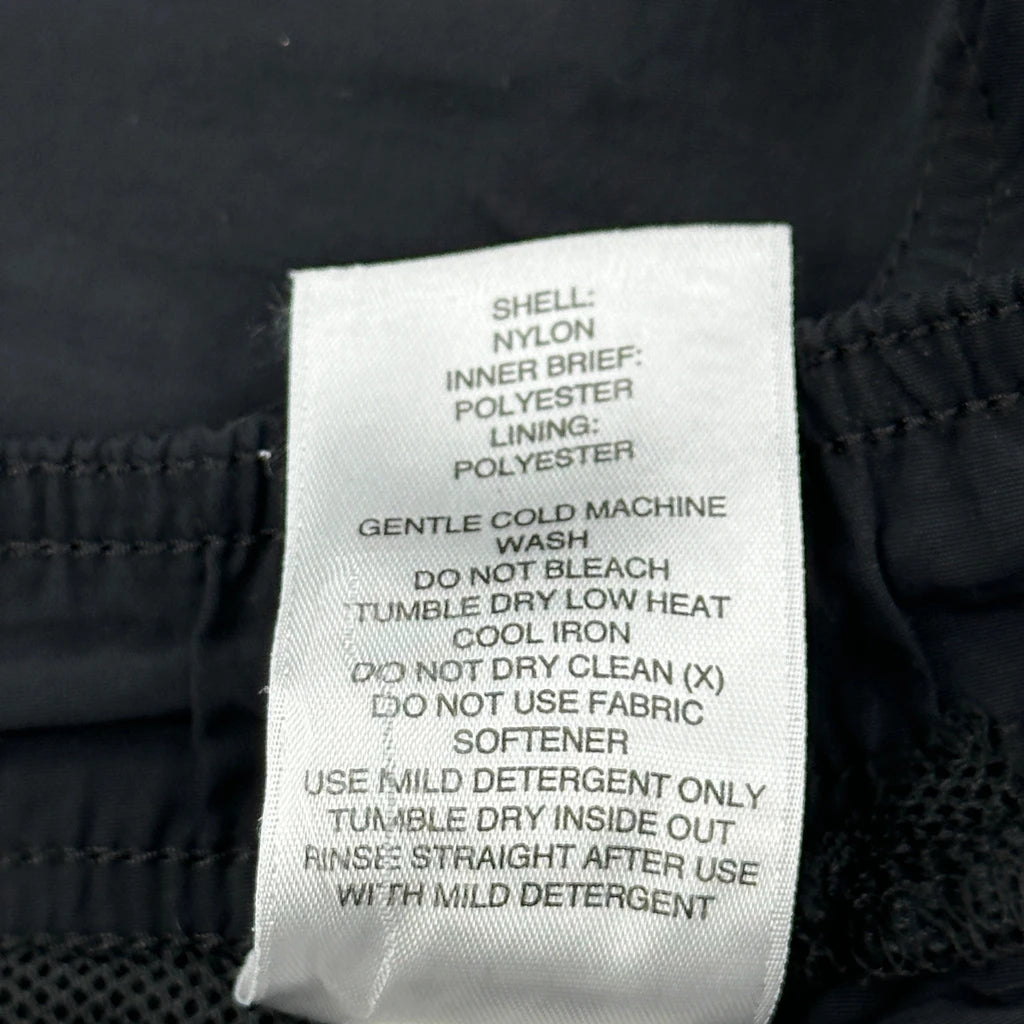 SHELL:
NYLON
INNER BRIEF:
POLYESTER
LINING:
POLYESTER
GENTLE COLD MACHINE
WASH
DO NOT BLEACH
TUMBLE DRY LOW HEAT
COOL IRON
DO NOT DRY CLEAN (X)
DO NOT USE FABRIC
SOFTENER
USE MILD DETERGENT ONLY
TUMBLE DRY INSIDE OUT
RINSE STRAIGHT AFTER USE
WITH MILD DETERGENT